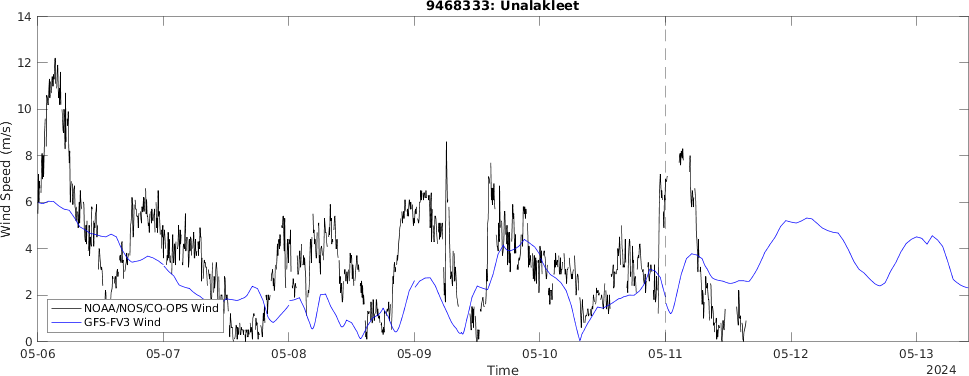 9468333: Unalakleet
14
12
10
8
6
4
2
0
Wind Speed (m/s)
NOAA/NOS/CO-OPS Wind
GFS-FV3 Wind
05-06 05-07 05-08 05-09 05-10 05-11 05-12 05-13
Time
2024